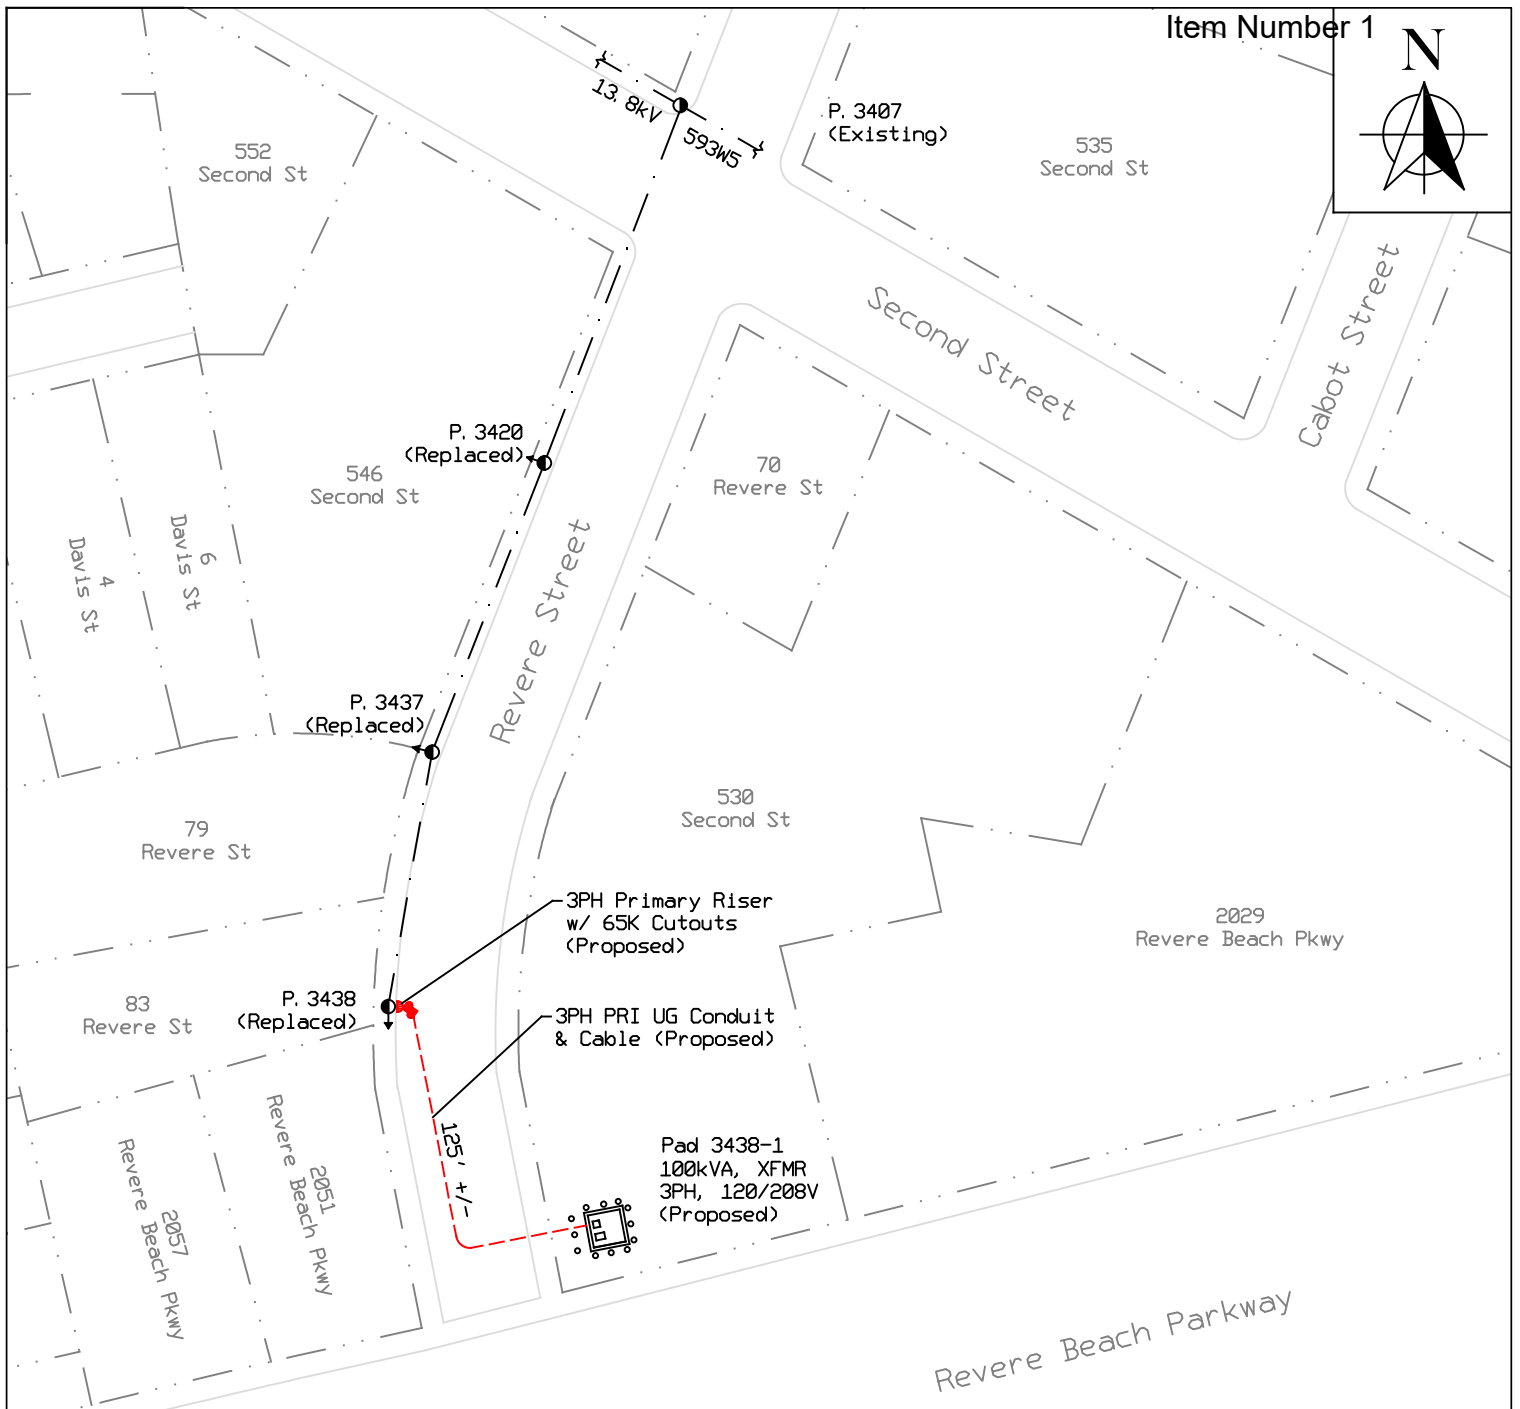 Item Number 1
N
13.8kV
593W5
P. 3407
(Existing)
552
Second St
535
Second St
Second Street
Cabot Street
P. 3420
(Replaced)
546
Second St
70
Revere St
6
Davis St
4
Davis St
Revere Street
P. 3437
(Replaced)
530
Second St
79
Revere St
3PH Primary Riser
w/ 65K Cutouts
(Proposed)
2029
Revere Beach Pkwy
P. 3438
(Replaced)
83
Revere St
3PH PRI UG Conduit
& Cable (Proposed)
125' +/-
2051
Revere Beach Pkwy
2057
Revere Beach Pkwy
Pad 3438-1
100kVA, XFMR
3PH, 120/208V
(Proposed)
Revere Beach Parkway